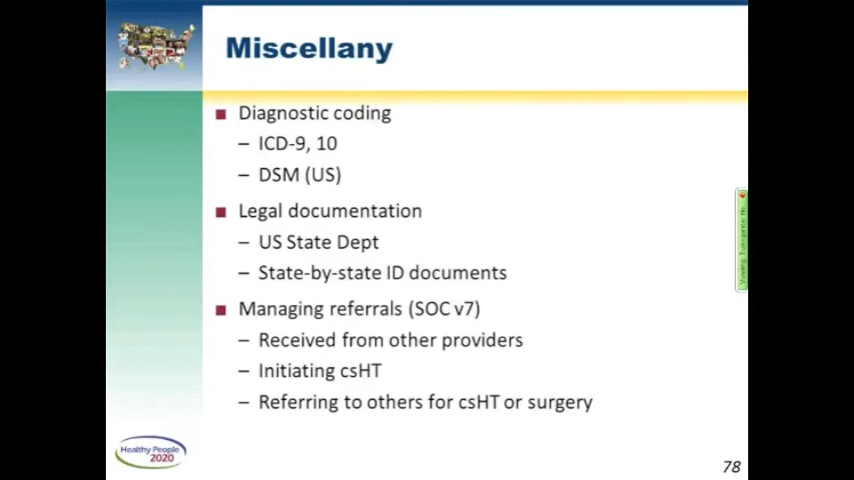 Miscellany
■ Diagnostic coding
– ICD-9, 10
– DSM (US)
■ Legal documentation
– US State Dept
– State-by-state ID documents
■ Managing referrals (SOC v7)
– Received from other providers
– Initiating csHT
– Referring to others for csHT or surgery
Healthy People
2020
78